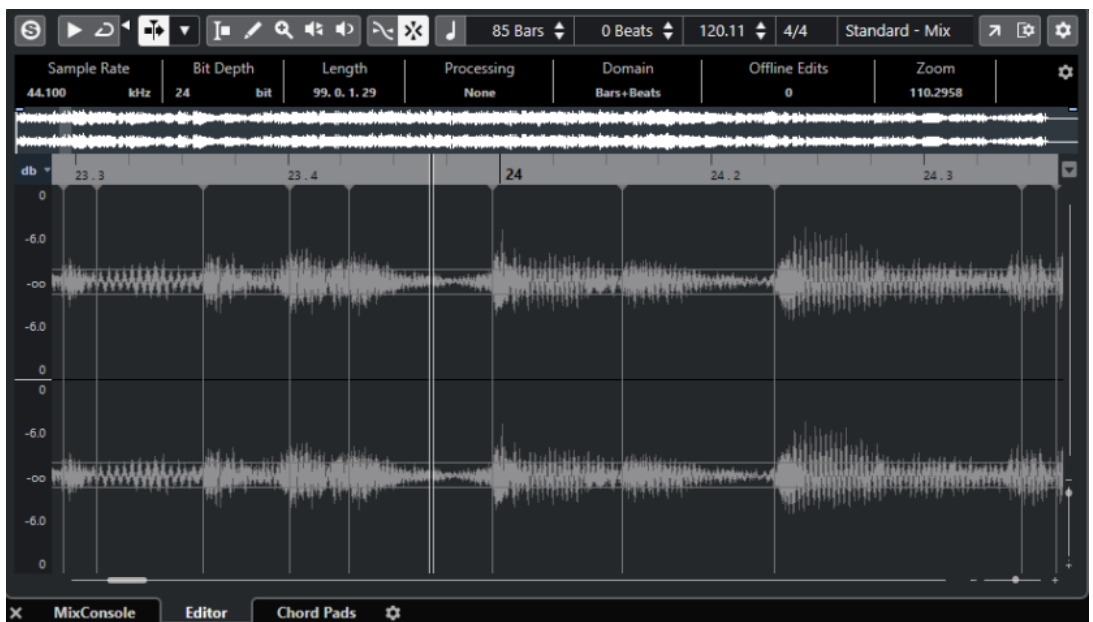 85 Bars 0 Beats 120.11 4/4 Standard - Mix
Sample Rate Bit Depth Length Processing Domain Offline Edits Zoom
44.100 kHz 24 bit 99. 0. 1. 29 None Bars+Beats 0 110.2958
db 23.3 23.4 24 24.2 24.3
0
-6.0
-oo
-6.0
0
0
-6.0
-oo
-6.0
0
MixConsole Editor Chord Pads